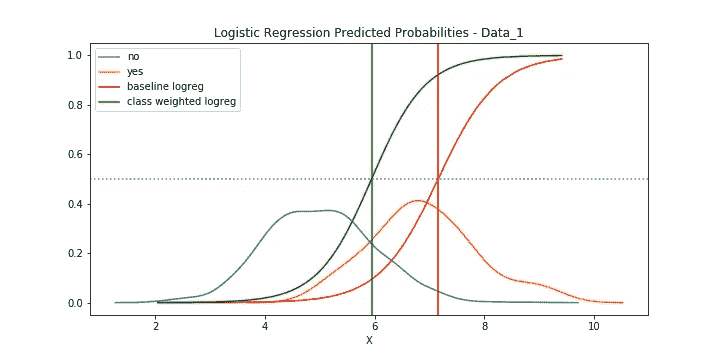 Logistic Regression Predicted Probabilities - Data_1
no
yes
baseline logreg
class weighted logreg
1.0
0.8
0.6
0.4
0.2
0.0
2 4 6 8 10
X